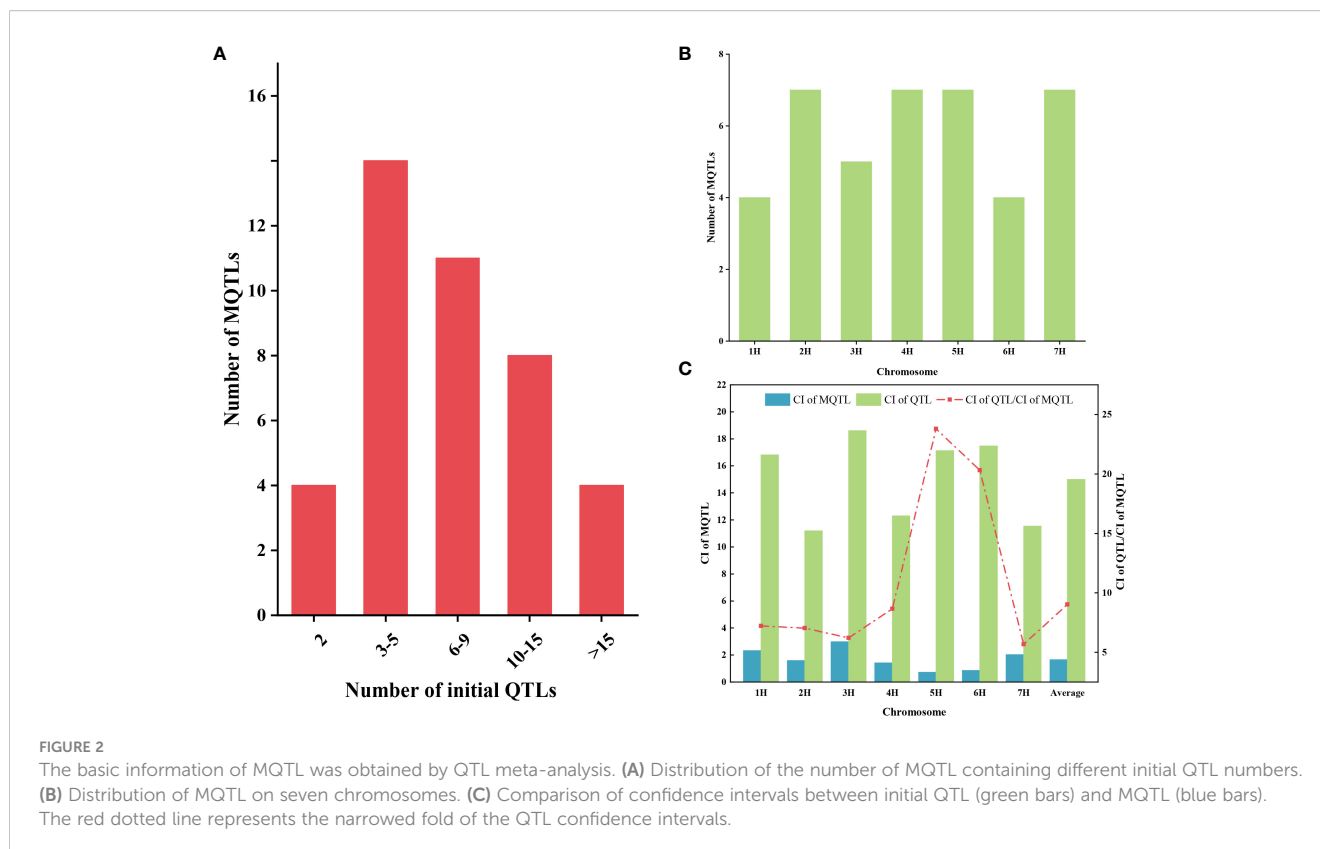 A
Number of MQTLs
16
14
12
10
8
6
4
2
0
2
3-5
6-9
10-15
>15
Number of initial QTLs
B
Number of MQTLs
8
6
4
2
0
1H 2H 3H 4H 5H 6H 7H
Chromosome
C
CI of MQTL CI of QTL CI of QTL/CI of MQTL
CI of MQTL
22
20
18
16
14
12
10
8
6
4
2
0
25
20
15
10
5
CI of QTL/CI of MQTL
1H 2H 3H 4H 5H 6H 7H Average
Chromosome
FIGURE 2
The basic information of MQTL was obtained by QTL meta-analysis. (A) Distribution of the number of MQTL containing different initial QTL numbers.
(B) Distribution of MQTL on seven chromosomes. (C) Comparison of confidence intervals between initial QTL (green bars) and MQTL (blue bars).
The red dotted line represents the narrowed fold of the QTL confidence intervals.